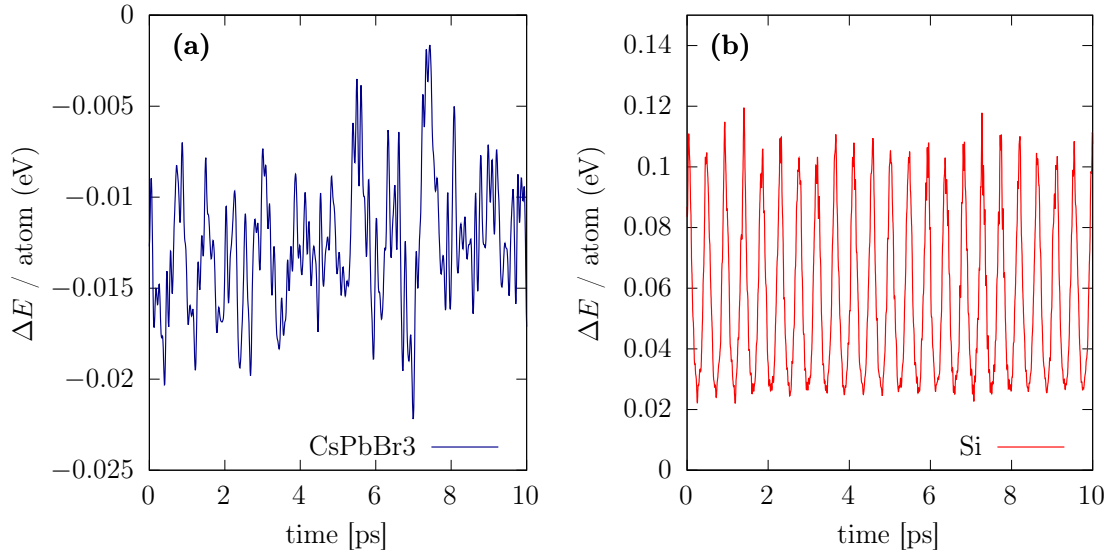 (a)
0
−0.005
−0.01
−0.015
−0.02
−0.025
ΔE / atom (eV)
0 2 4 6 8 10
time [ps]
CsPbBr3
(b)
0.14
0.12
0.1
0.08
0.06
0.04
0.02
0
ΔE / atom (eV)
0 2 4 6 8 10
time [ps]
Si